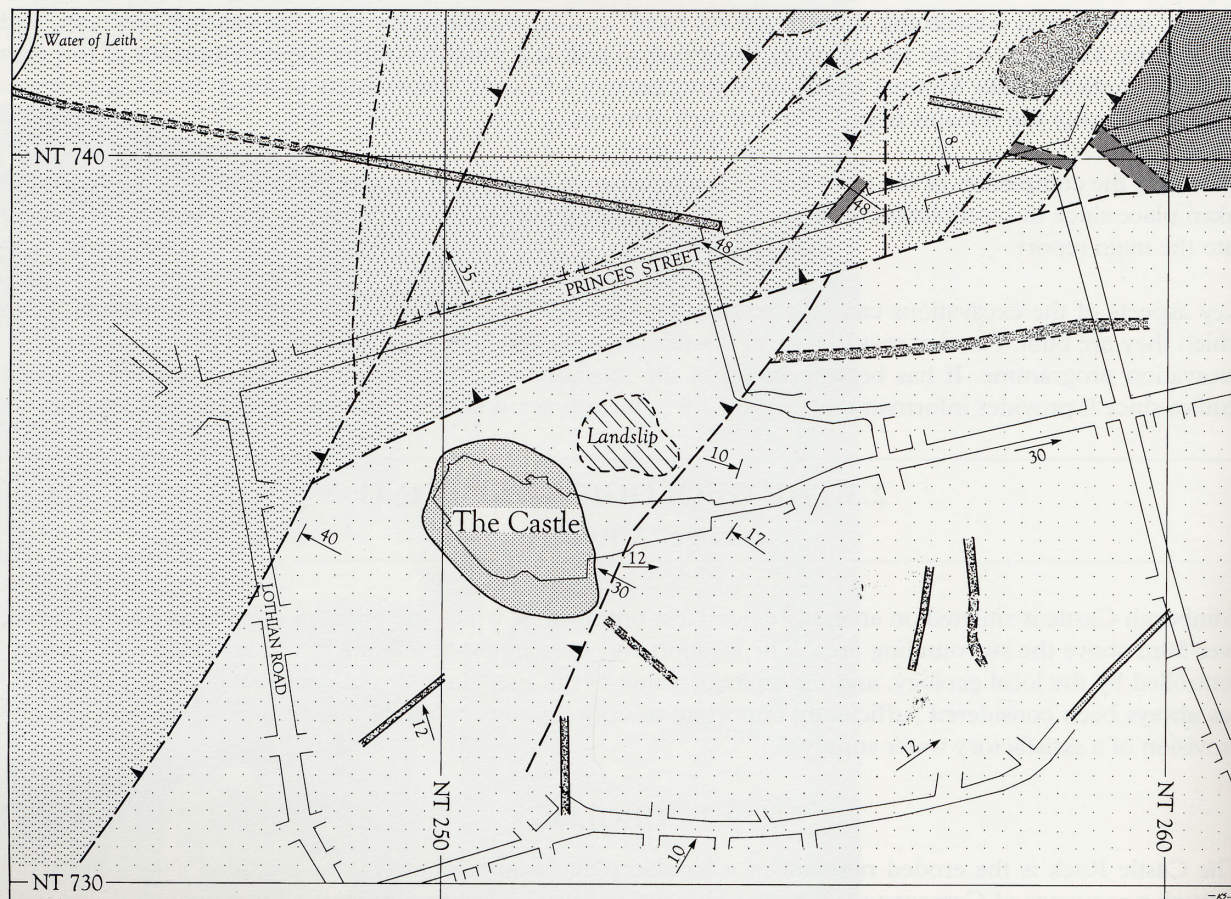 Water of Leith
NT 740
8
48
48
35
PRINCES STREET
Landslip
10
30
The Castle
17
40
12
30
LOTHIAN ROAD
12
12
NT 250
NT 260
10
NT 730